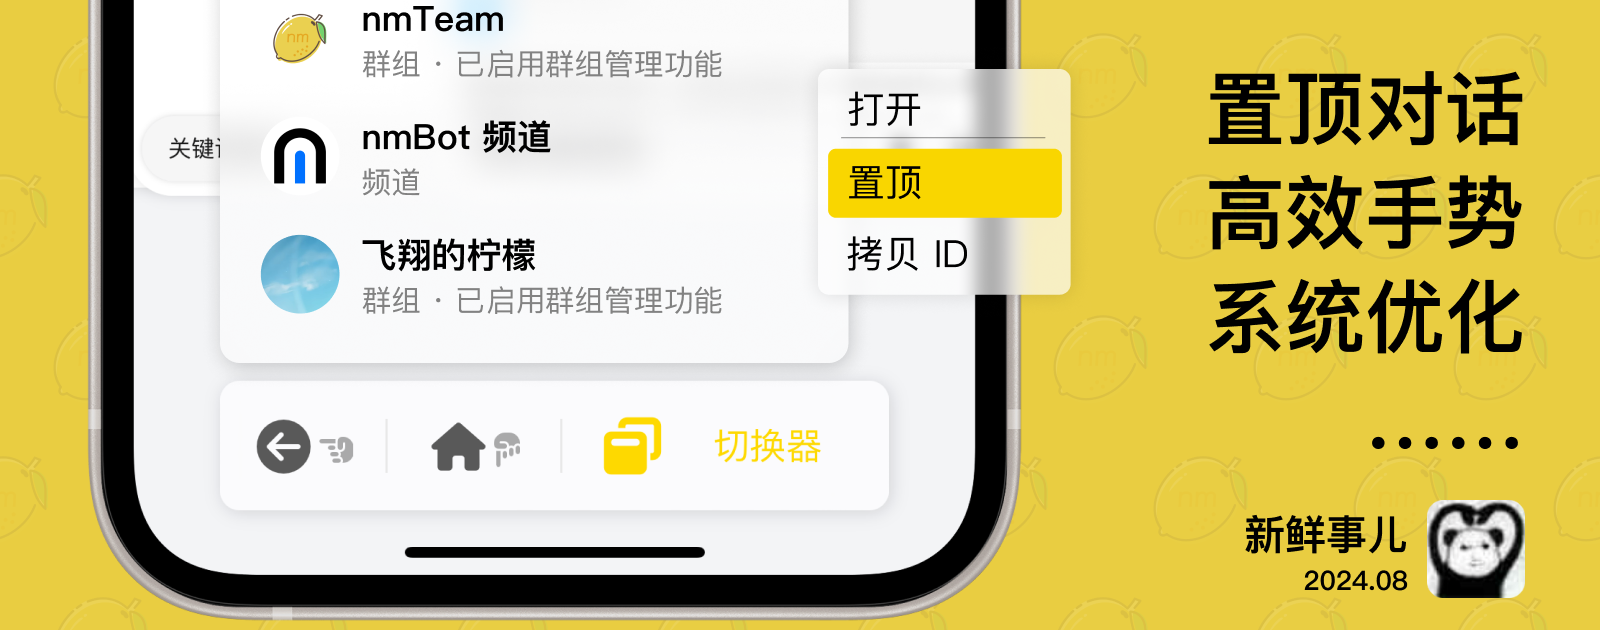 nmTeam
群组 · 已启用群组管理功能
nm
关键
nmBot 频道
频道
飞翔的柠檬
群组 · 已启用群组管理功能
打开
置顶
拷贝 ID
切换器
置顶对话
高效手势
系统优化
······
新鲜事儿
2024.08